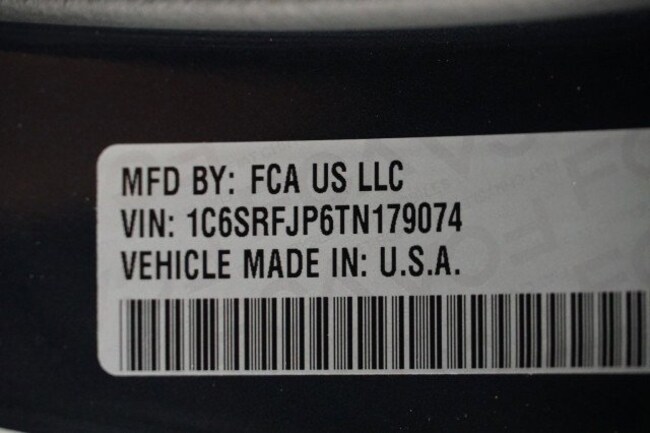 MFD BY: FCA US LLC
VIN: 1C6SRFJP6TN179074
VEHICLE MADE IN: U.S.A.